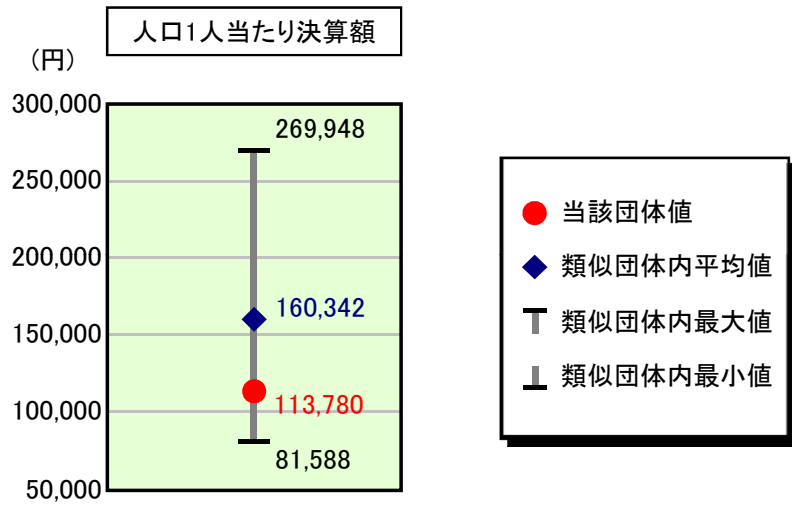 人口1人当たり決算額
(円)
300,000
269,948
250,000
200,000
160,342
150,000
113,780
100,000
81,588
50,000
当該団体値
類似団体内平均値
類似団体内最大値
類似団体内最小値